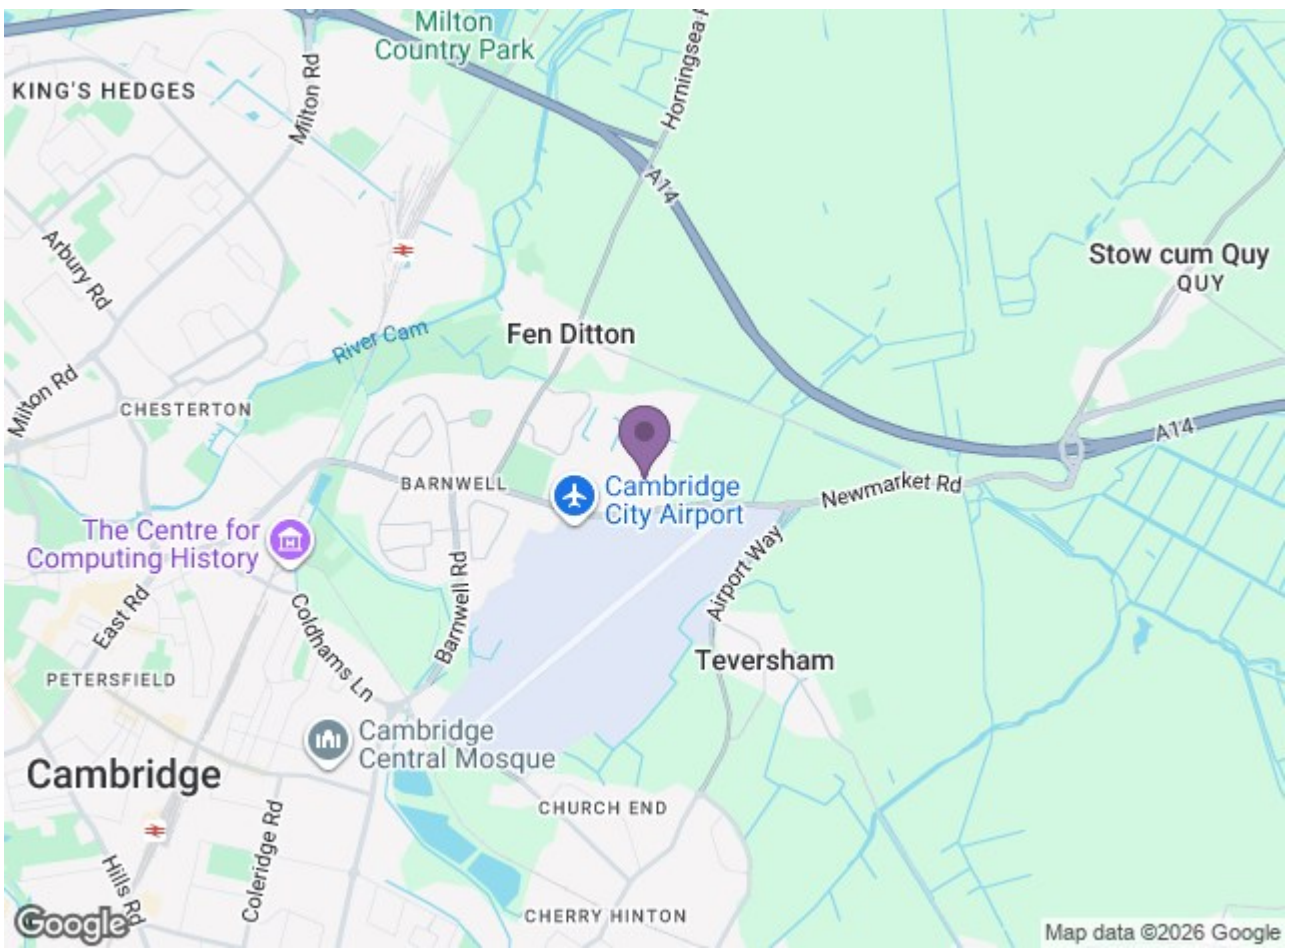 Milton
Country Park
Horningsea
KING'S HEDGES
Milton Rd
A14
Arbury Rd
Stow cum Quy
QUY
River Cam
Fen Ditton
Milton Rd
CHESTERTON
A14
BARNWELL
Cambridge
City Airport
Newmarket Rd
The Centre for
Computing History
Airport Way
East Rd
Coldhams Ln
Barnwell Rd
Teversham
PETERSFIELD
Cambridge
Central Mosque
Cambridge
CHURCH END
Coleridge Rd
Hills Rd
CHERRY HINTON
Google
Map data ©2026 Google